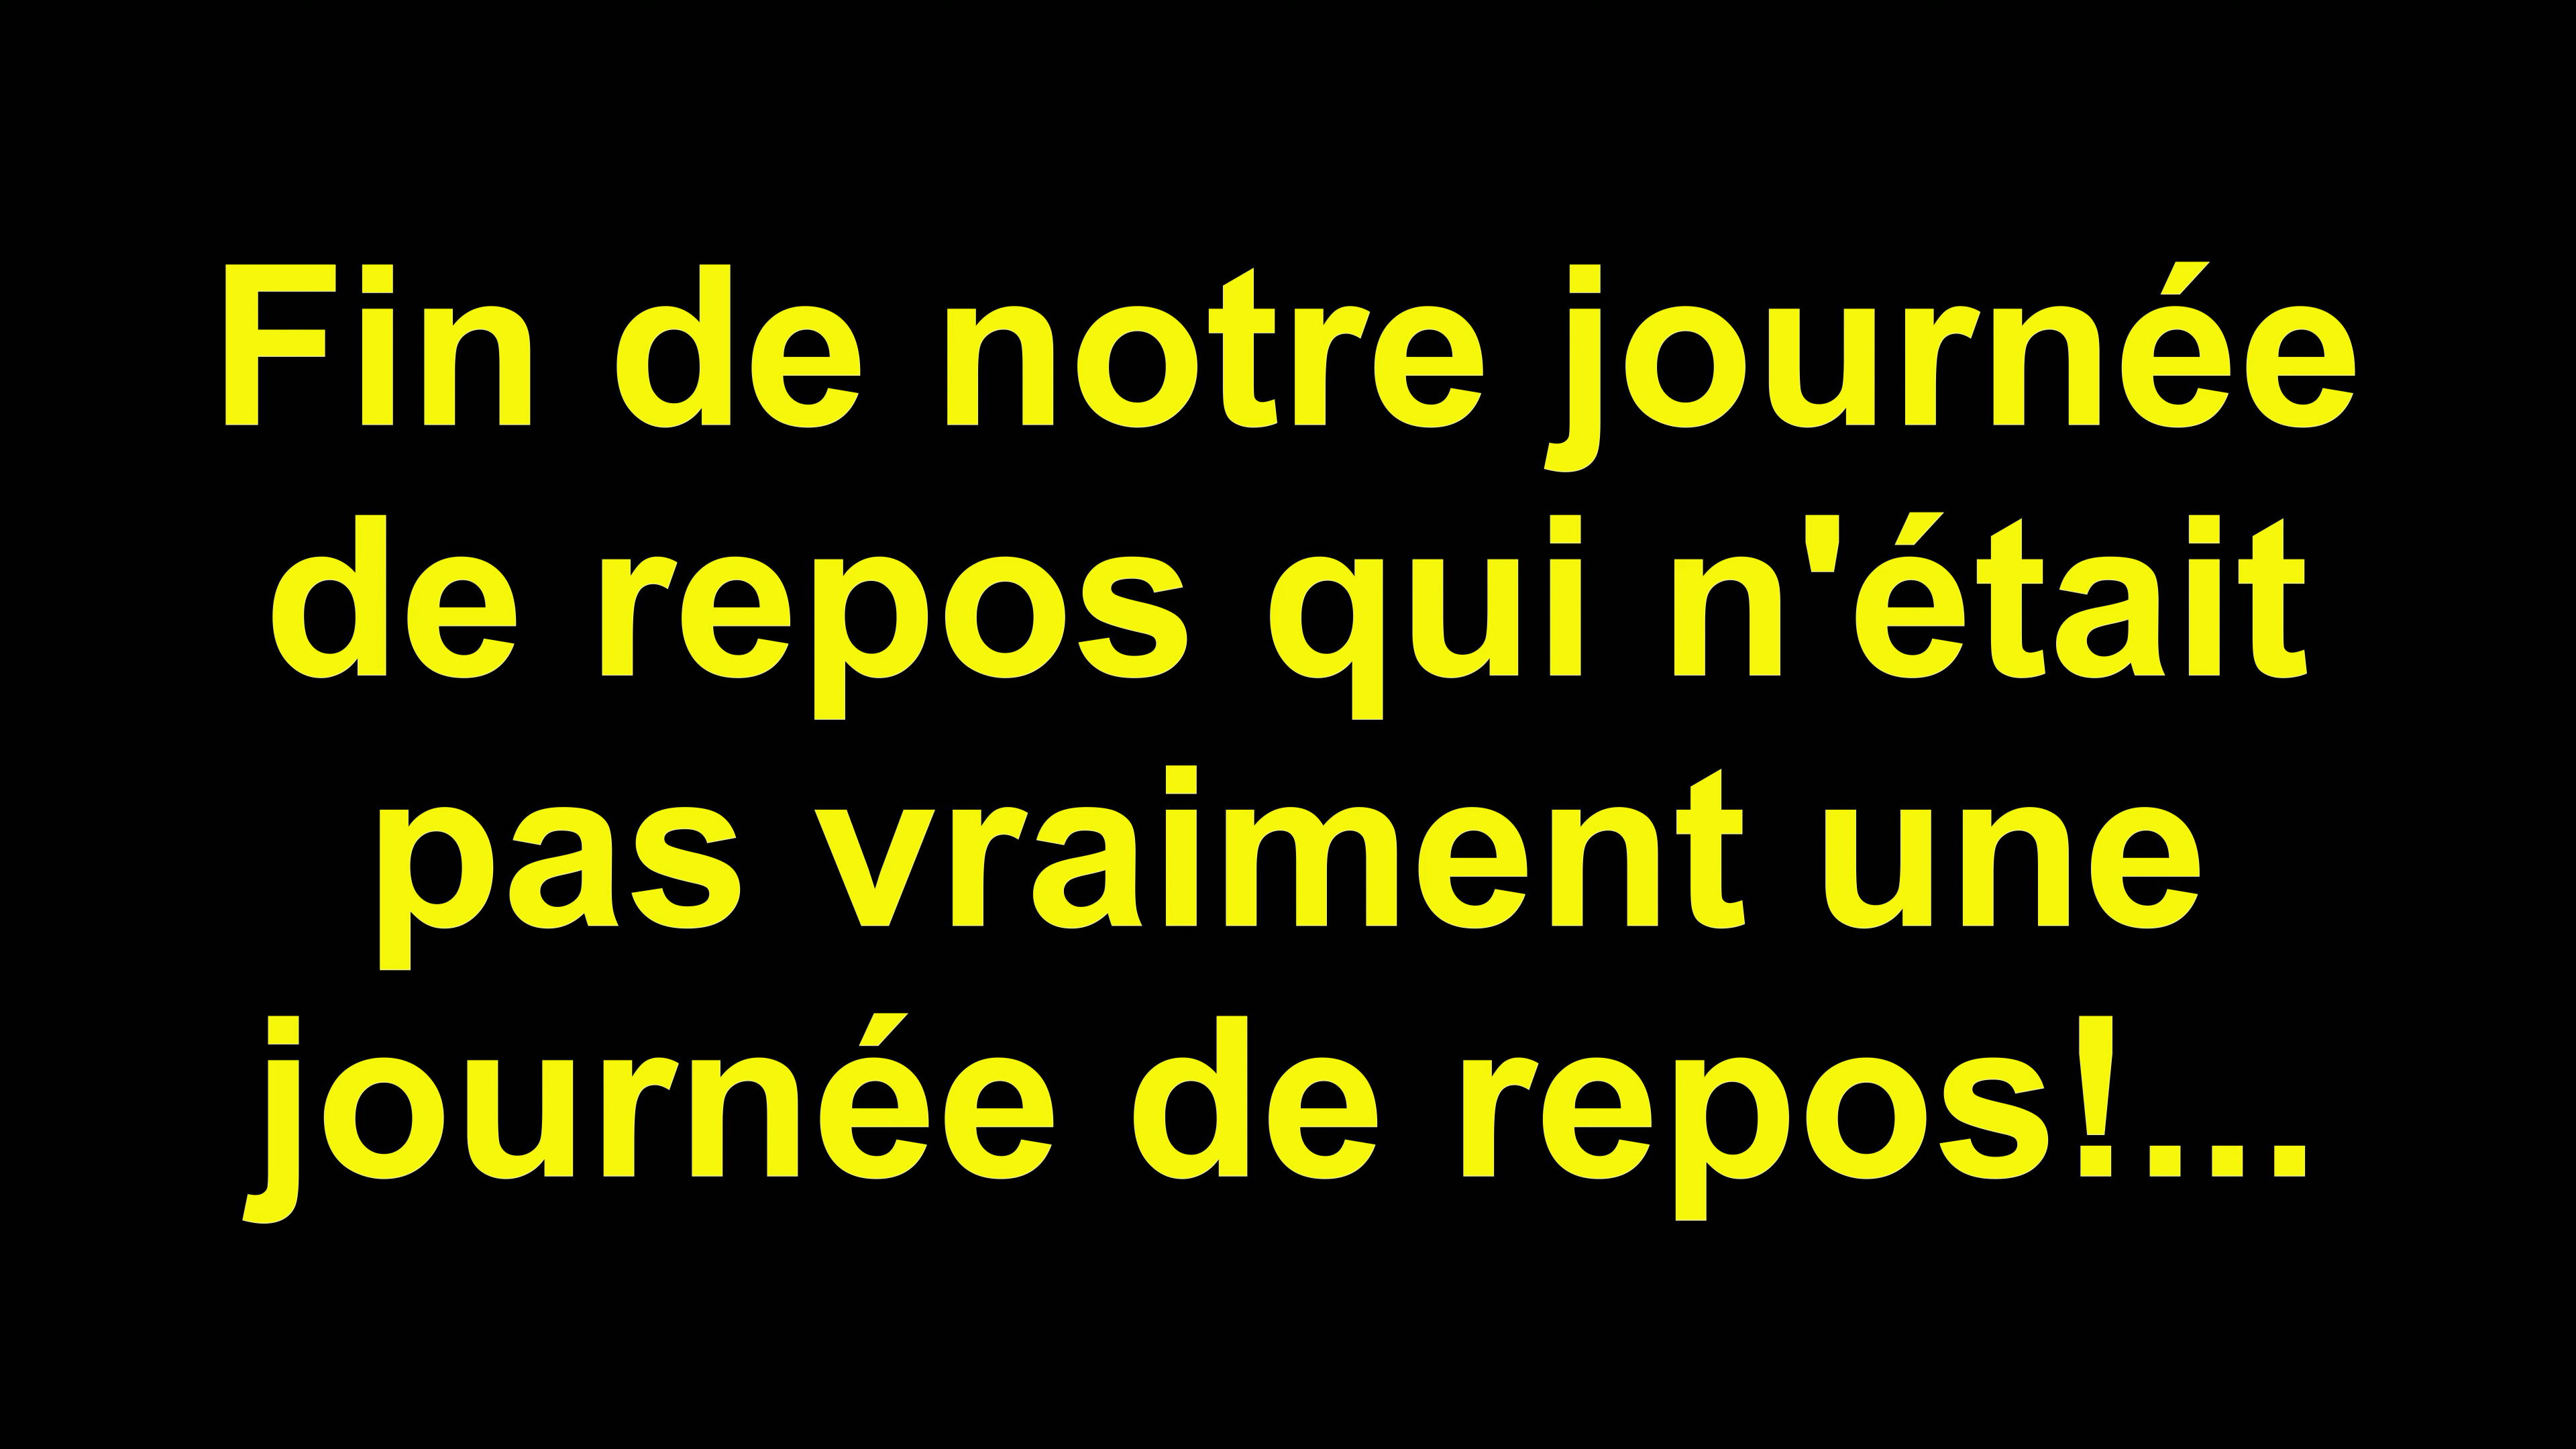 Fin de notre journée
de repos qui n'était
pas vraiment une
journée de repos!...